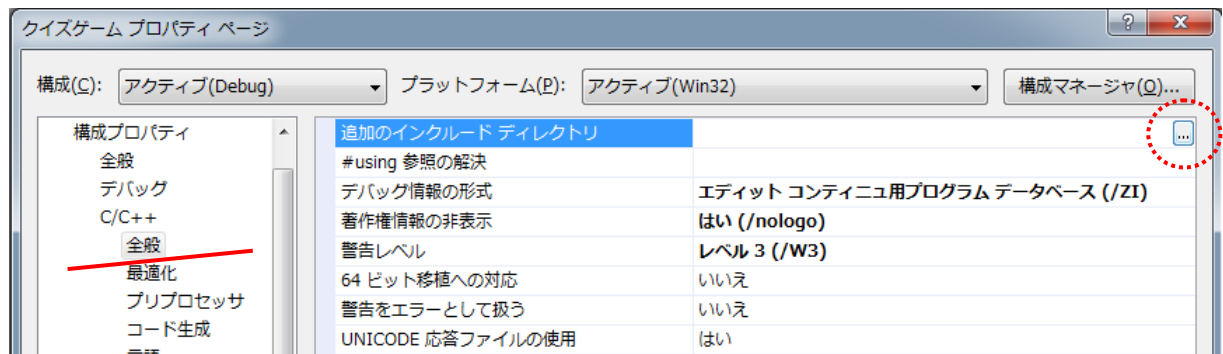 クイズゲーム プロパティ ページ
構成(C): アクティブ(Debug) プラットフォーム(P): アクティブ(Win32) 構成マネージャ(O)...
構成プロパティ
全般
デバッグ
C/C++
全般
最適化
プリプロセッサ
コード生成
言語
追加のインクルード ディレクトリ ...
#using 参照の解決
デバッグ情報の形式 エディット コンティニュ用プログラム データベース (/ZI)
著作権情報の非表示 はい (/nologo)
警告レベル レベル 3 (/W3)
64 ビット移植への対応 いいえ
警告をエラーとして扱う いいえ
UNICODE 応答ファイルの使用 はい